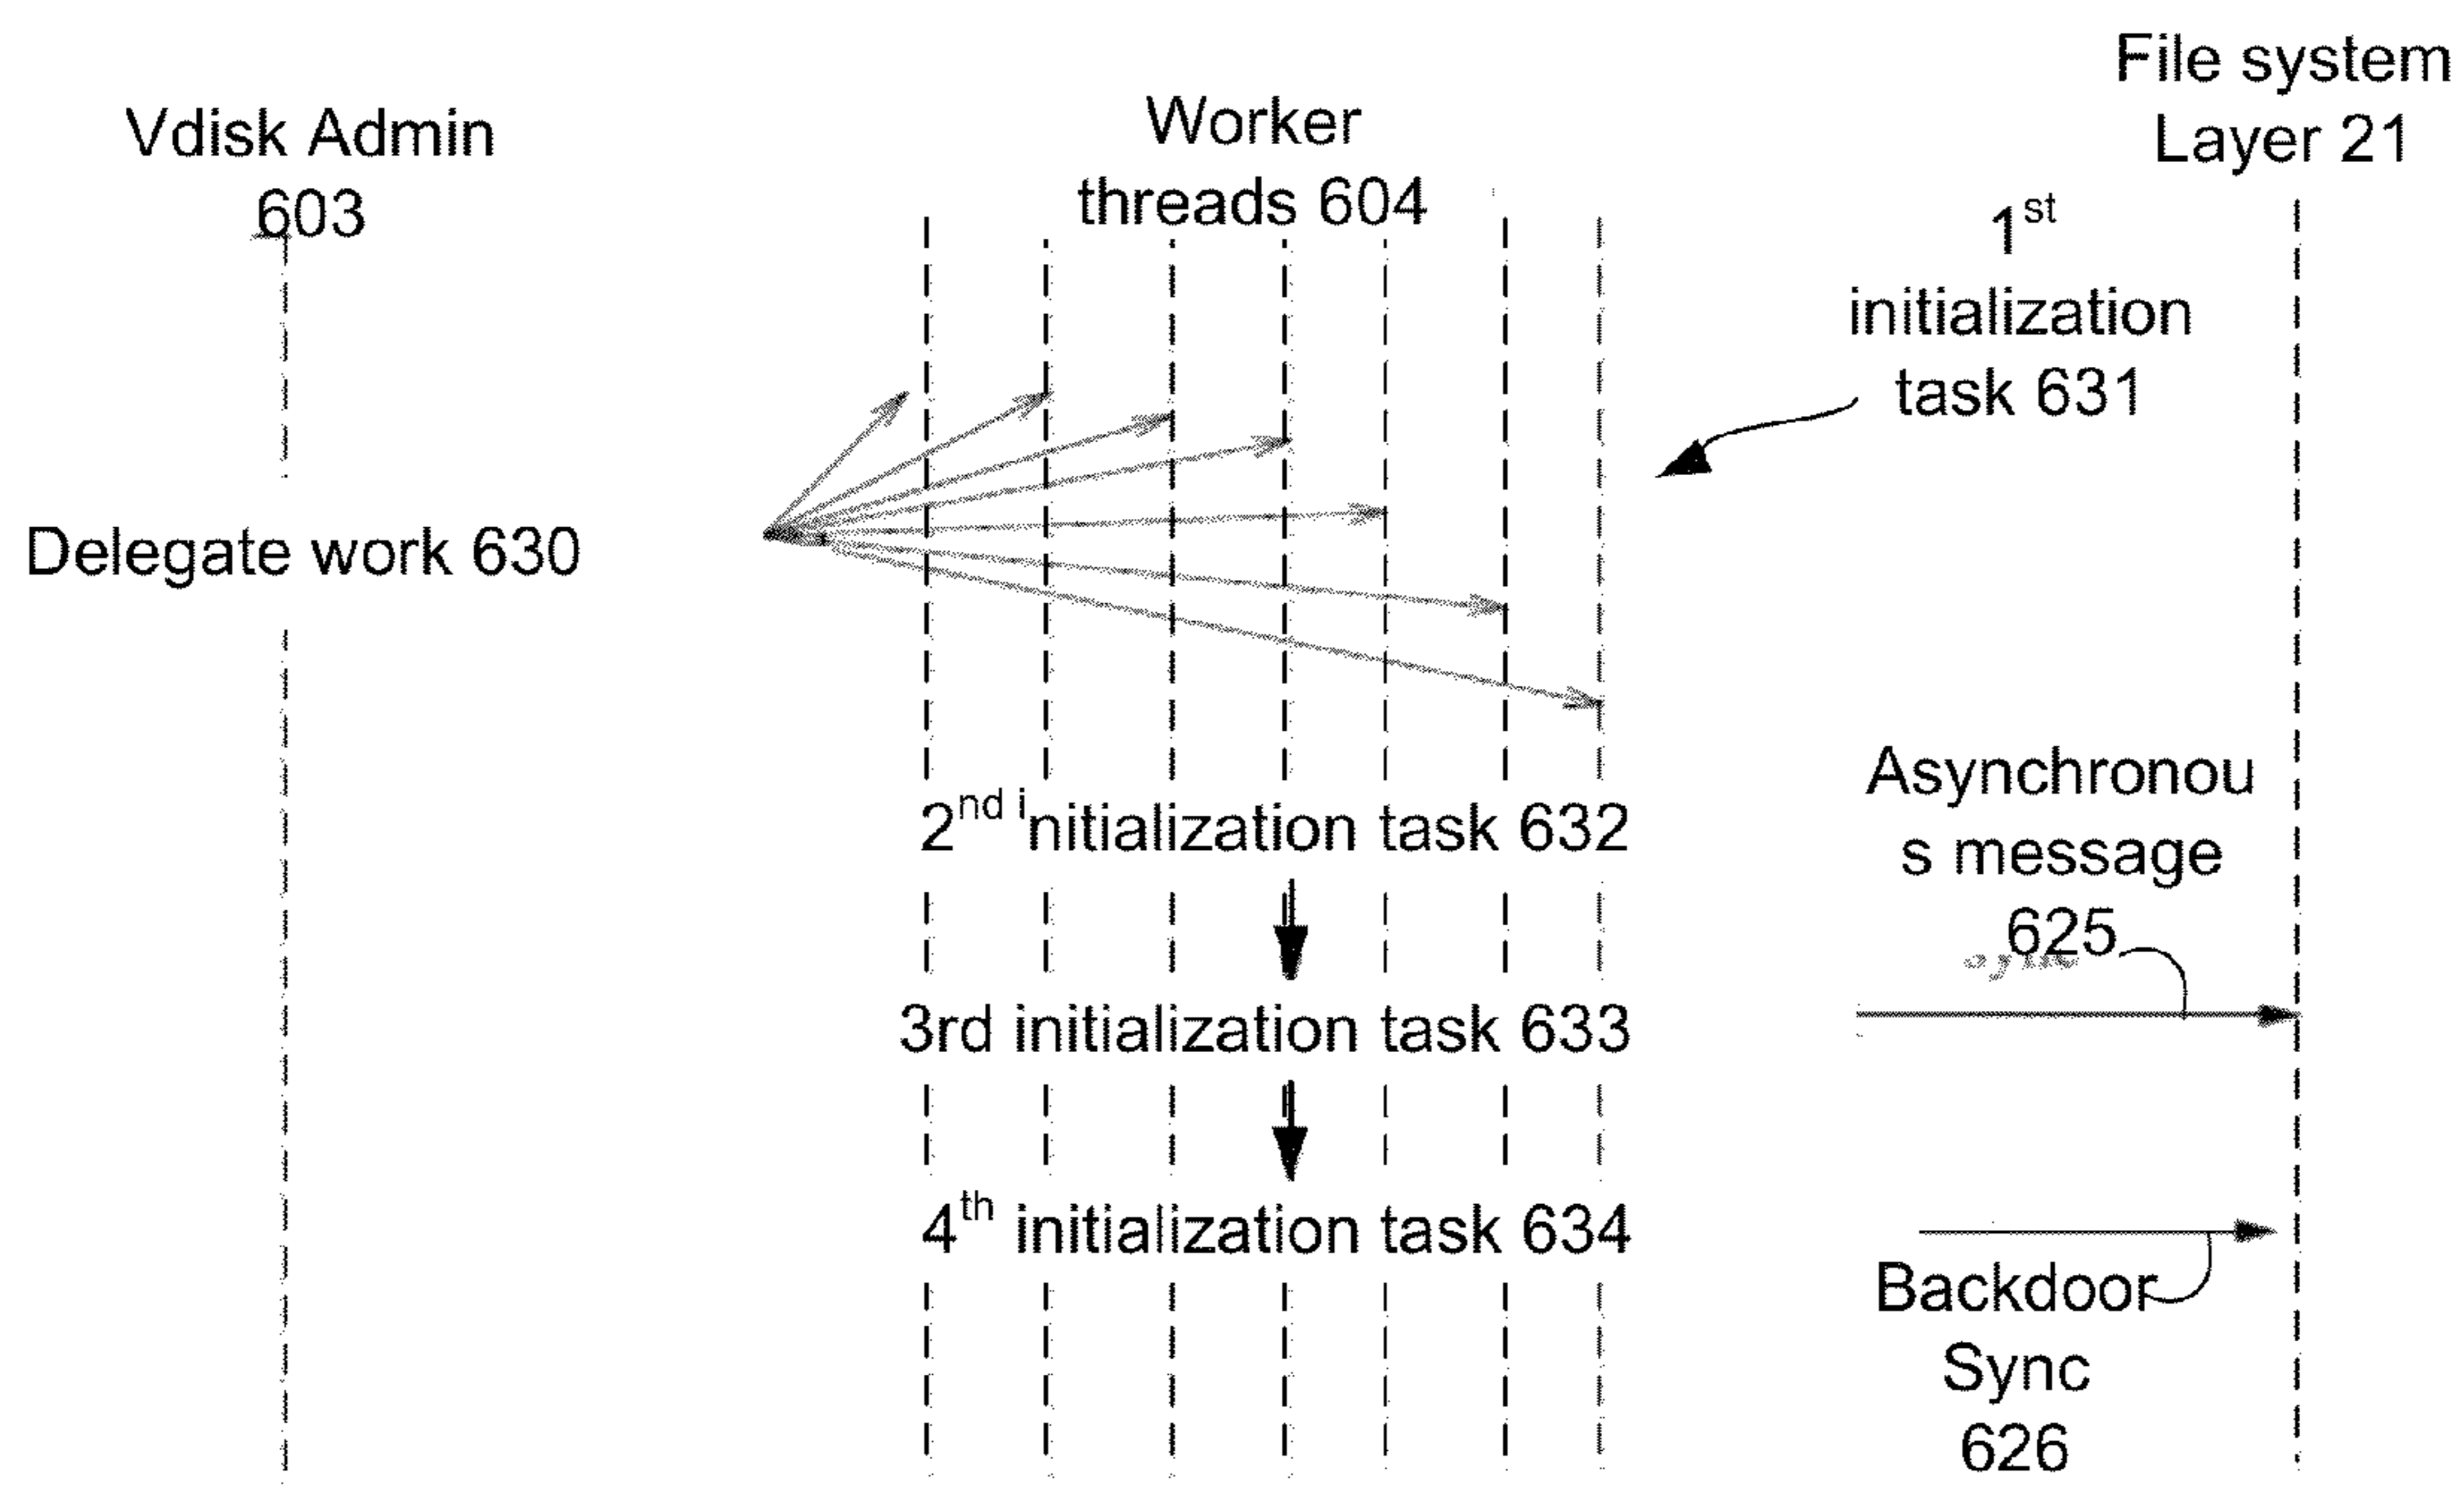 File system
Layer 21
Vdisk Admin
603
Worker
threads 604
1st
initialization
task 631
Delegate work 630
Asynchronou
s message
625
2nd initialization task 632
3rd initialization task 633
4th initialization task 634
Backdoor
Sync
626